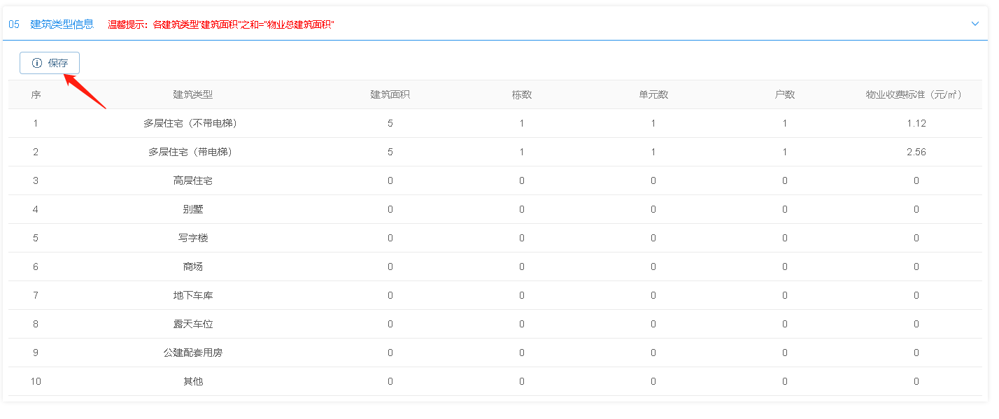 05 建筑类型信息 温馨提示：各建筑类型"建筑面积"之和="物业总建筑面积"
保存
序 建筑类型 建筑面积 栋数 单元数 户数 物业收费标准（元/㎡）
1 多层住宅（不带电梯） 5 1 1 1 1.12
2 多层住宅（带电梯） 5 1 1 1 2.56
3 高层住宅 0 0 0 0 0
4 别墅 0 0 0 0 0
5 写字楼 0 0 0 0 0
6 商场 0 0 0 0 0
7 地下车库 0 0 0 0 0
8 露天车位 0 0 0 0 0
9 公建配套用房 0 0 0 0 0
10 其他 0 0 0 0 0